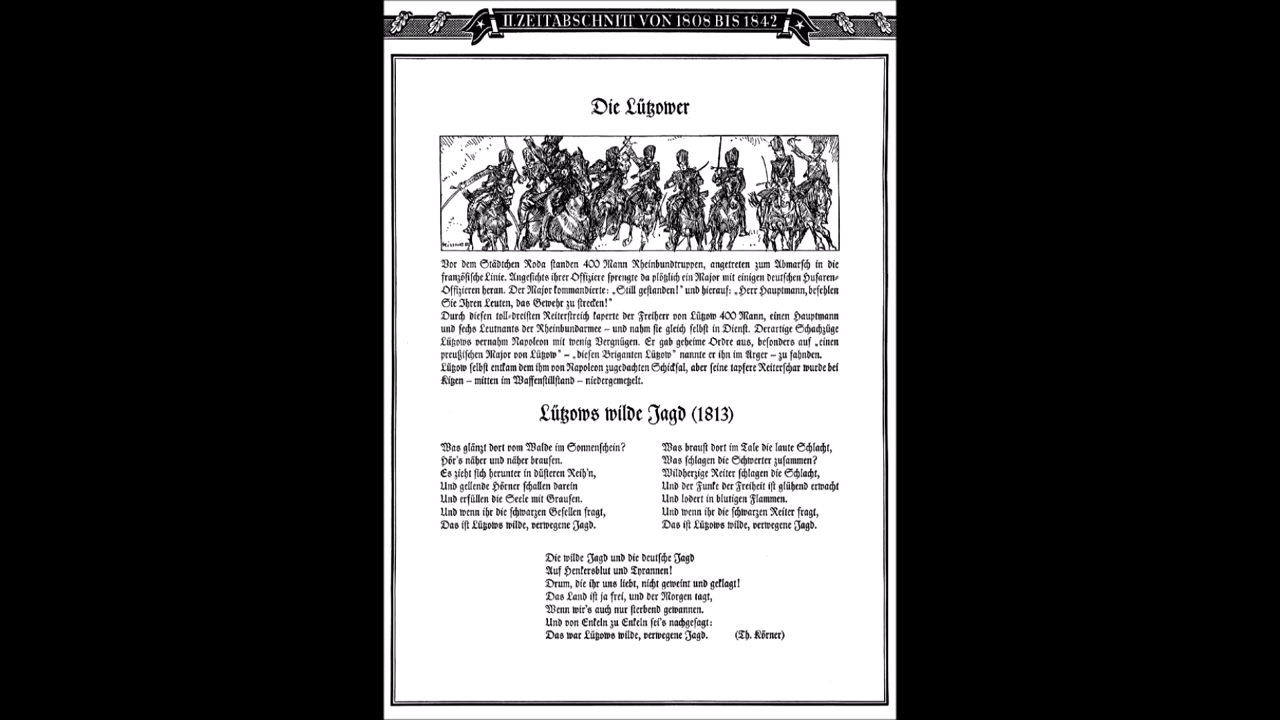 II. ZEITABSCHNITT VON 1808 BIS 1842
Die Lützower
Vor dem Städtchen Roda standen 400 Mann Rheinbundtruppen, angetreten zum Abmarsch in die
französische Linie. Angesichts ihrer Offiziere sprengte da plötzlich ein Major mit einigen deutschen Husaren-
Offizieren heran. Der Major kommandierte: „Still gestanden!" und hierauf: „Herr Hauptmann, befehlen
Sie Ihren Leuten, das Gewehr zu strecken!"
Durch diesen toll-dreisten Reiterstreich kaperte der Freiherr von Lützow 400 Mann, einen Hauptmann
und sechs Leutnants der Rheinbundarmee – und nahm sie gleich selbst in Dienst. Derartige Schachzüge
Lützows vernahm Napoleon mit wenig Vergnügen. Er gab geheime Ordre aus, besonders auf „einen
preußischen Major von Lützow" – „diesen Briganten Lützow" nannte er ihn im Ärger – zu fahnden.
Lützow selbst entkam dem ihm von Napoleon zugedachten Schicksal, aber seine tapfere Reiterschar wurde bei
Kitzen – mitten im Waffenstillstand – niedergemetzelt.
Lützows wilde Jagd (1813)
Was glänzt dort vom Walde im Sonnenschein?
Hör's näher und näher brausen.
Es zieht sich herunter in düsteren Reih'n,
Und gellende Hörner schallen darein
Und erfüllen die Seele mit Grausen.
Und wenn ihr die schwarzen Gesellen fragt,
Das ist Lützows wilde, verwegene Jagd.
Was braust dort im Tale die laute Schlacht,
Was schlagen die Schwerter zusammen?
Wildherzige Reiter schlagen die Schlacht,
Und der Funke der Freiheit ist glühend erwacht
Und lodert in blutigen Flammen.
Und wenn ihr die schwarzen Reiter fragt,
Das ist Lützows wilde, verwegene Jagd.
Die wilde Jagd und die deutsche Jagd
Auf Henkersblut und Tyrannen!
Drum, die ihr uns liebt, nicht geweint und geklagt!
Das Land ist ja frei, und der Morgen tagt,
Wenn wir's auch nur sterbend gewannen.
Und von Enkeln zu Enkeln sei's nachgesagt:
Das war Lützows wilde, verwegene Jagd. (Th. Körner)